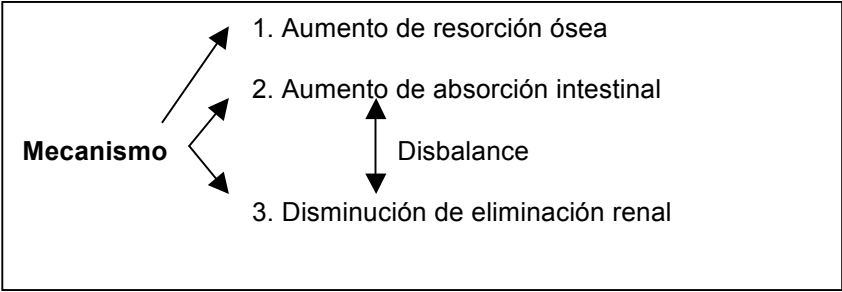 1. Aumento de resorción ósea
2. Aumento de absorción intestinal
Mecanismo
Disbalance
3. Disminución de eliminación renal